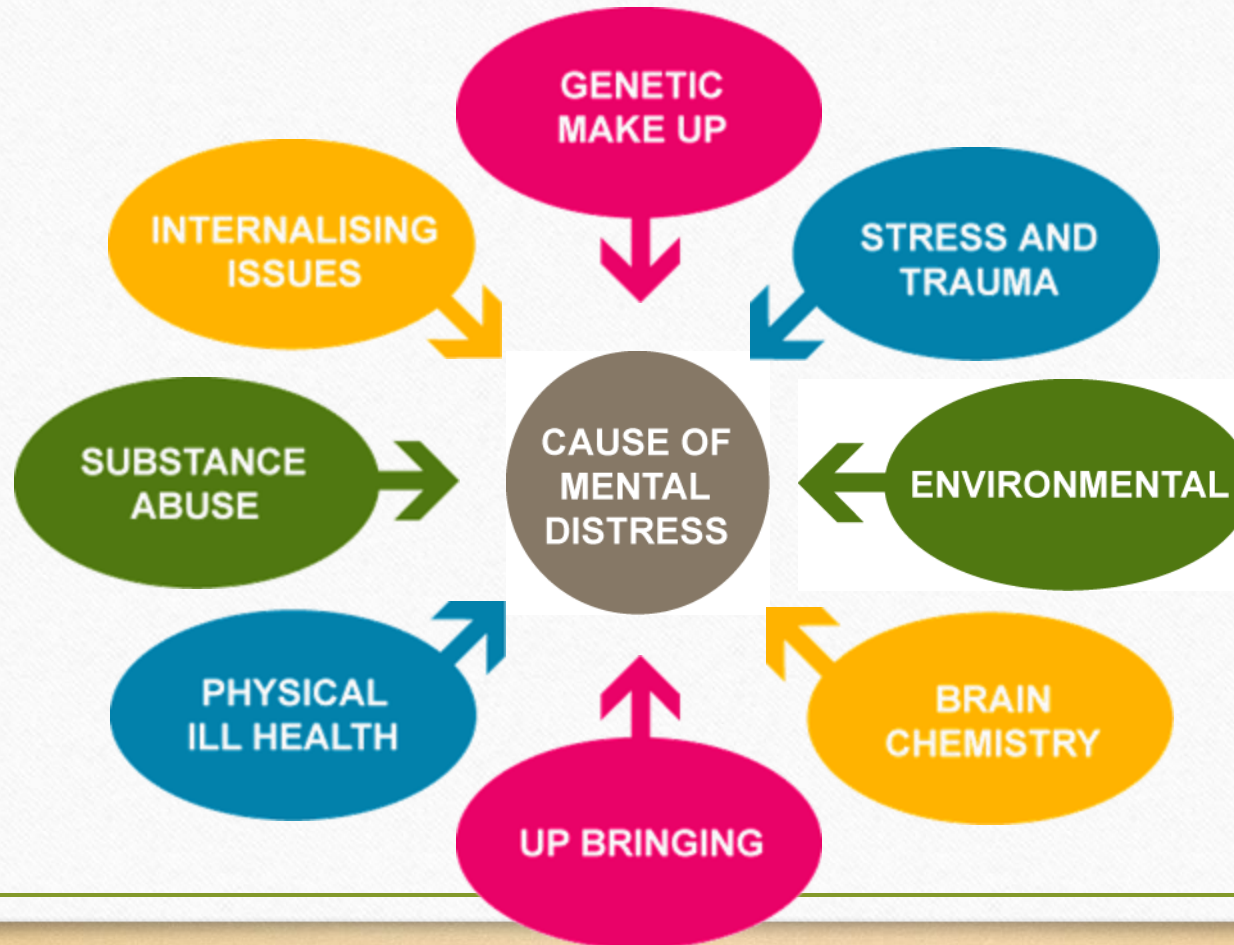 GENETIC
MAKE UP
STRESS AND
TRAUMA
ENVIRONMENTAL
BRAIN
CHEMISTRY
UP BRINGING
PHYSICAL
ILL HEALTH
SUBSTANCE
ABUSE
INTERNALISING
ISSUES
CAUSE OF
MENTAL
DISTRESS